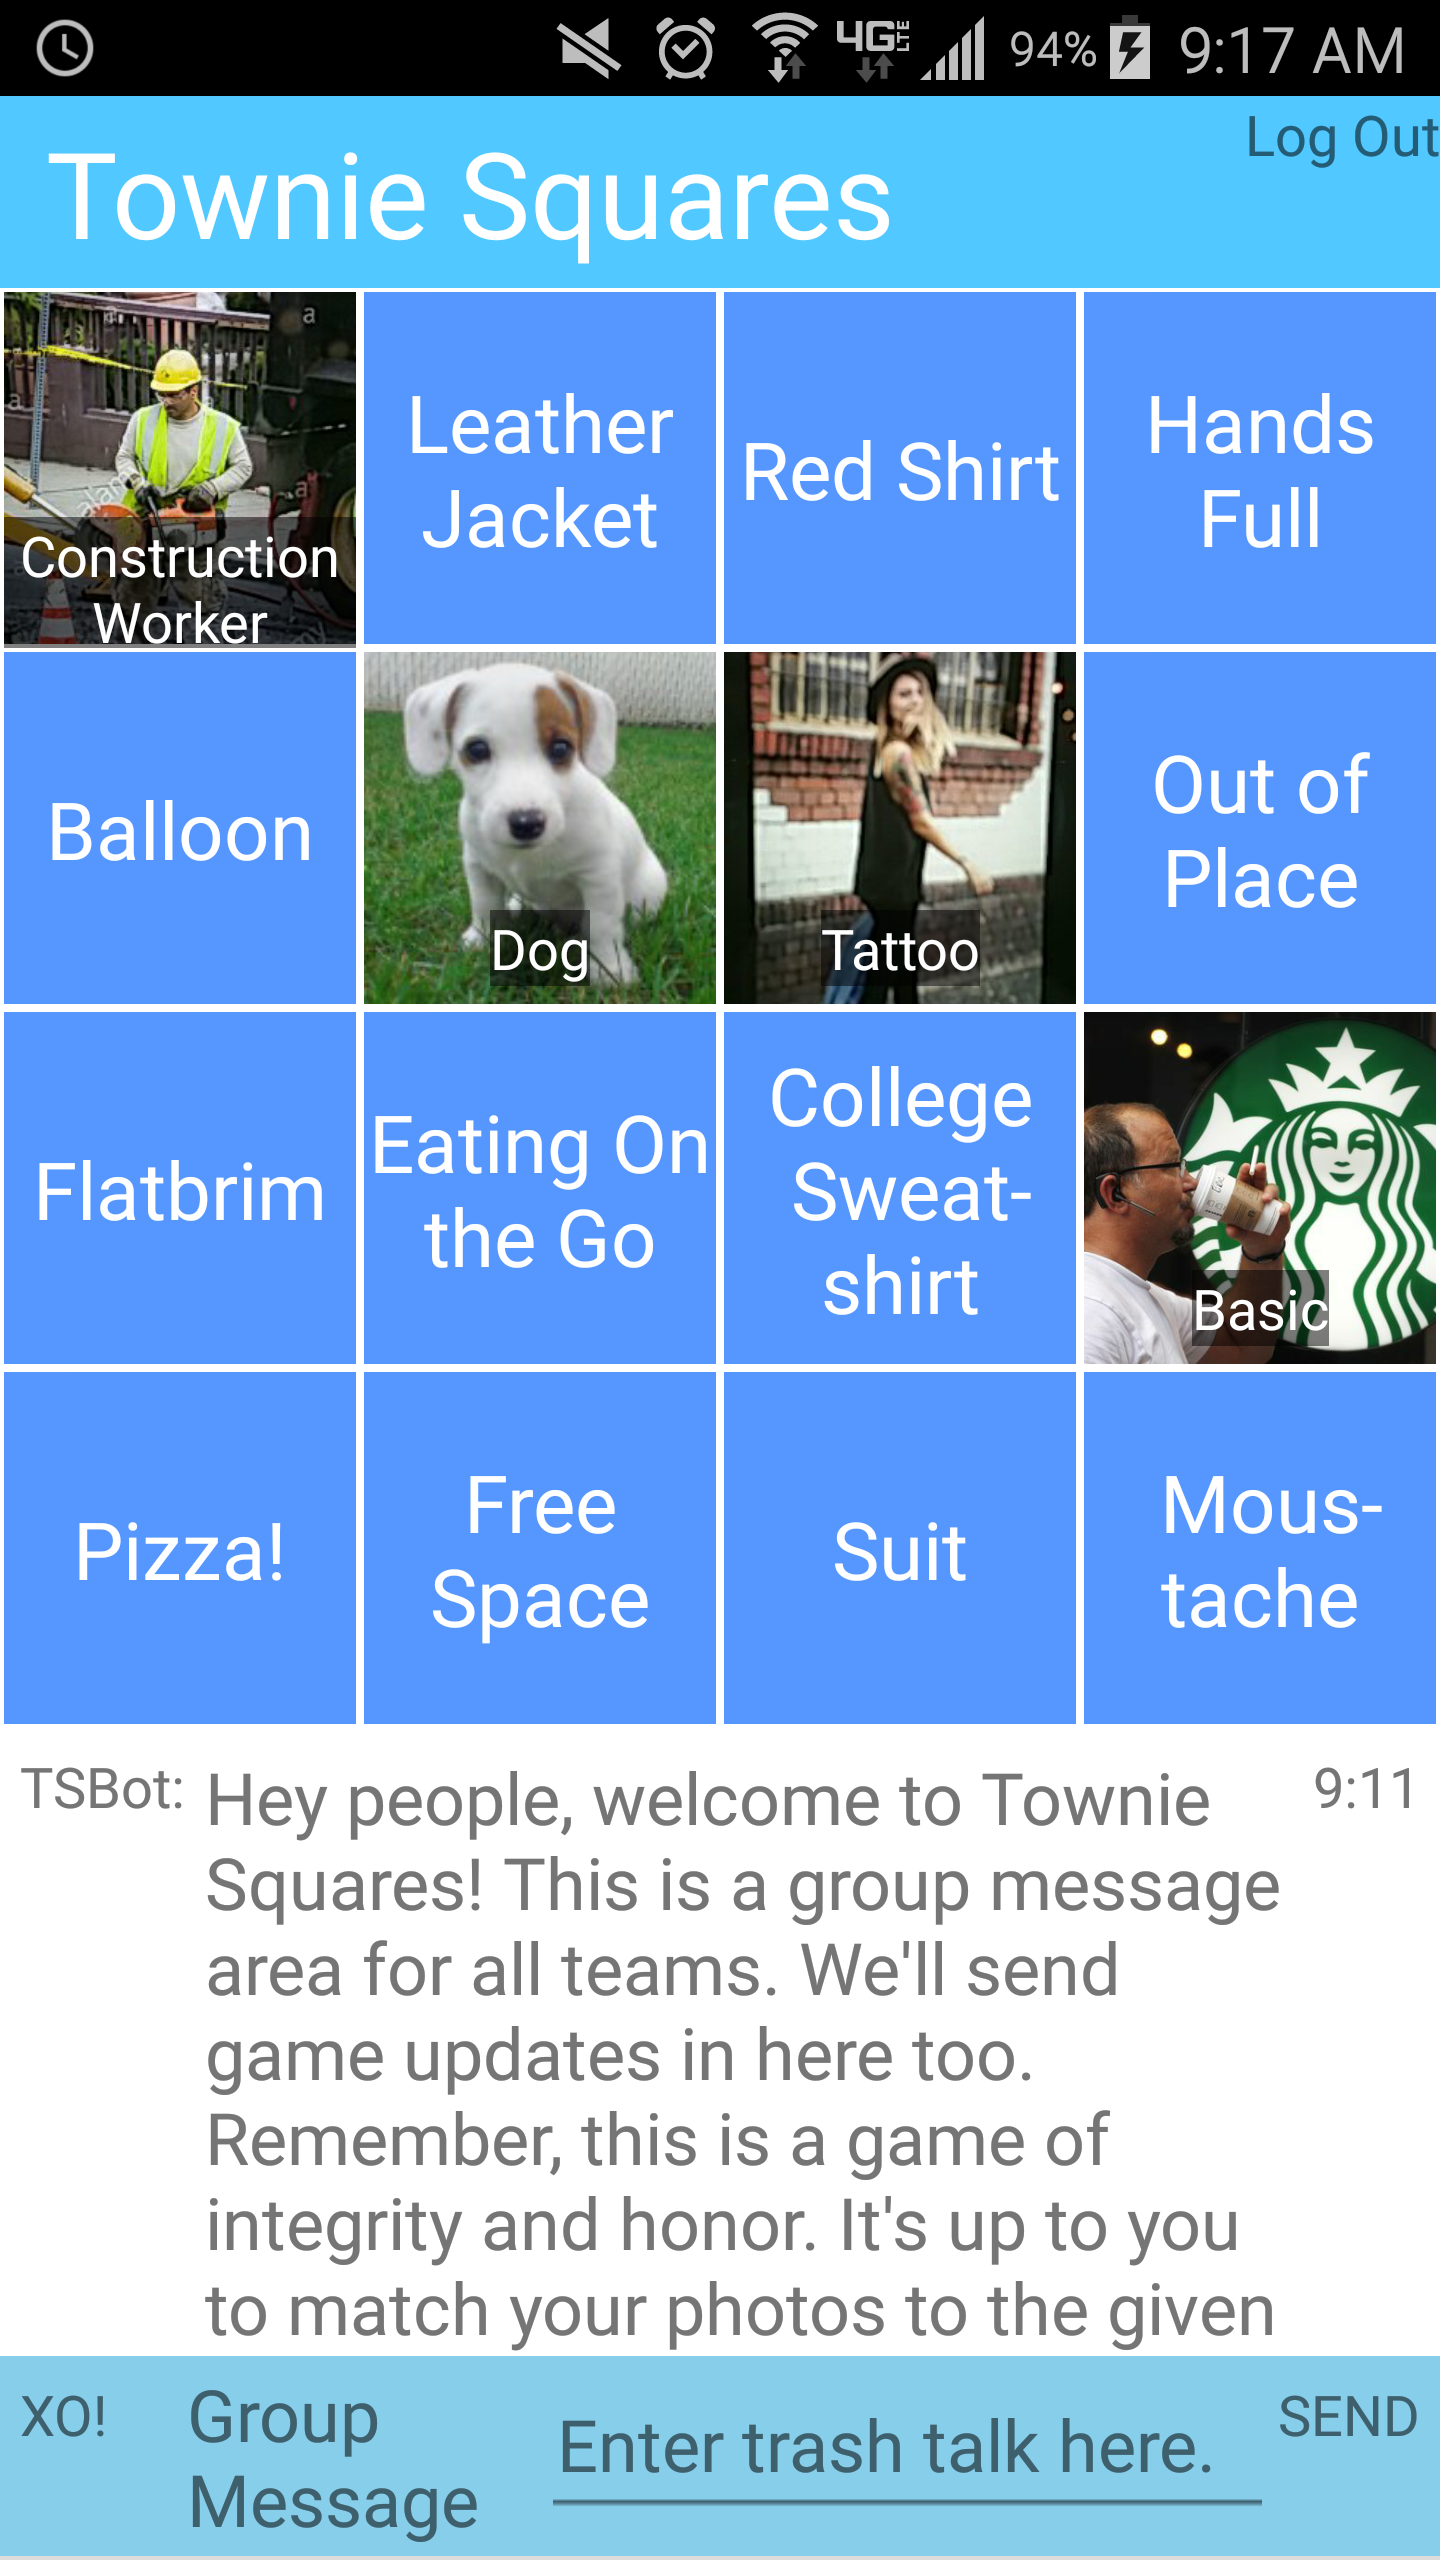 94% 9:17 AM
Log Out
Townie Squares
Construction
Worker
Leather
Jacket
Red Shirt
Hands
Full
Balloon
Dog
Tattoo
Out of
Place
Flatbrim
Eating On
the Go
College
Sweat-
shirt
Basic
Pizza!
Free
Space
Suit
Mous-
tache
TSBot: Hey people, welcome to Townie 9:11
Squares! This is a group message
area for all teams. We'll send
game updates in here too.
Remember, this is a game of
integrity and honor. It's up to you
to match your photos to the given
XO! Group
Message
Enter trash talk here.
SEND